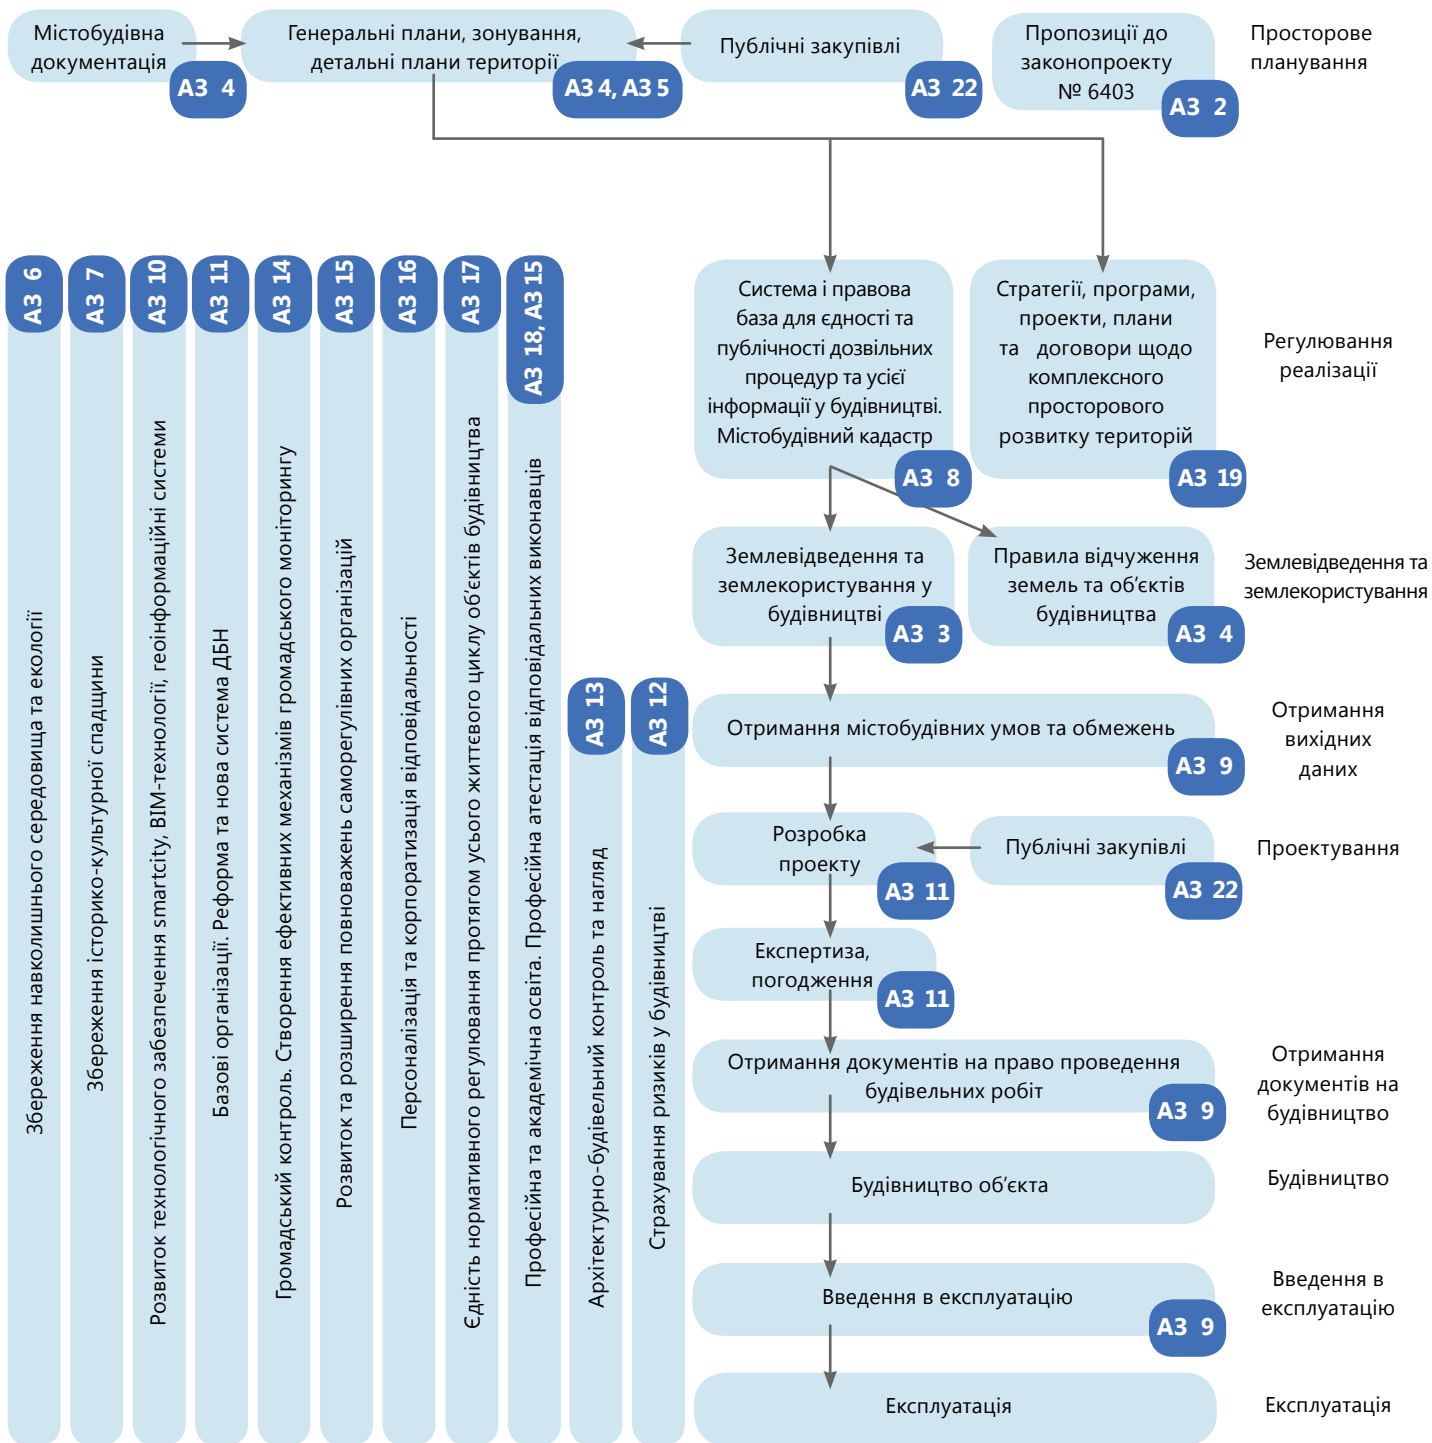 Містобудівна
документація
АЗ 4
Генеральні плани, зонування,
детальні плани території
АЗ 4, АЗ 5
Публічні закупівлі
АЗ 22
Пропозиції до
законопроекту
№ 6403
АЗ 2
Просторове
планування
АЗ 6
Збереження навколишнього середовища та екології
АЗ 7
Збереження історико-культурної спадщини
АЗ 10
Розвиток технологічного забезпечення smartcity, BIM-технології, геоінформаційні системи
АЗ 11
Базові організації. Реформа та нова система ДБН
АЗ 14
Громадський контроль. Створення ефективних механізмів громадського моніторингу
АЗ 15
Розвиток та розширення повноважень саморегулівних організацій
АЗ 16
Персоналізація та корпоратизація відповідальності
АЗ 17
Єдність нормативного регулювання протягом усього життєвого циклу об’єктів будівництва
АЗ 18, АЗ 15
Професійна та академічна освіта. Професійна атестація відповідальних виконавців
АЗ 13
Архітектурно-будівельний контроль та нагляд
АЗ 12
Страхування ризиків у будівництві
Система і правова
база для єдності та
публічності дозвільних
процедур та усієї
інформації у будівництві.
Містобудівний кадастр
АЗ 8
Стратегії, програми,
проекти, плани
та договори щодо
комплексного
просторового
розвитку територій
АЗ 19
Регулювання
реалізації
Землевідведення та
землекористування у
будівництві
АЗ 3
Правила відчуження
земель та об’єктів
будівництва
АЗ 4
Землевідведення та
землекористування
Отримання містобудівних умов та обмежень
АЗ 9
Отримання
вихідних
даних
Розробка
проекту
АЗ 11
Публічні закупівлі
АЗ 22
Проектування
Експертиза,
погодження
АЗ 11
Отримання документів на право проведення
будівельних робіт
АЗ 9
Отримання
документів на
будівництво
Будівництво об’єкта
Будівництво
Введення в експлуатацію
АЗ 9
Введення в
експлуатацію
Експлуатація
Експлуатація